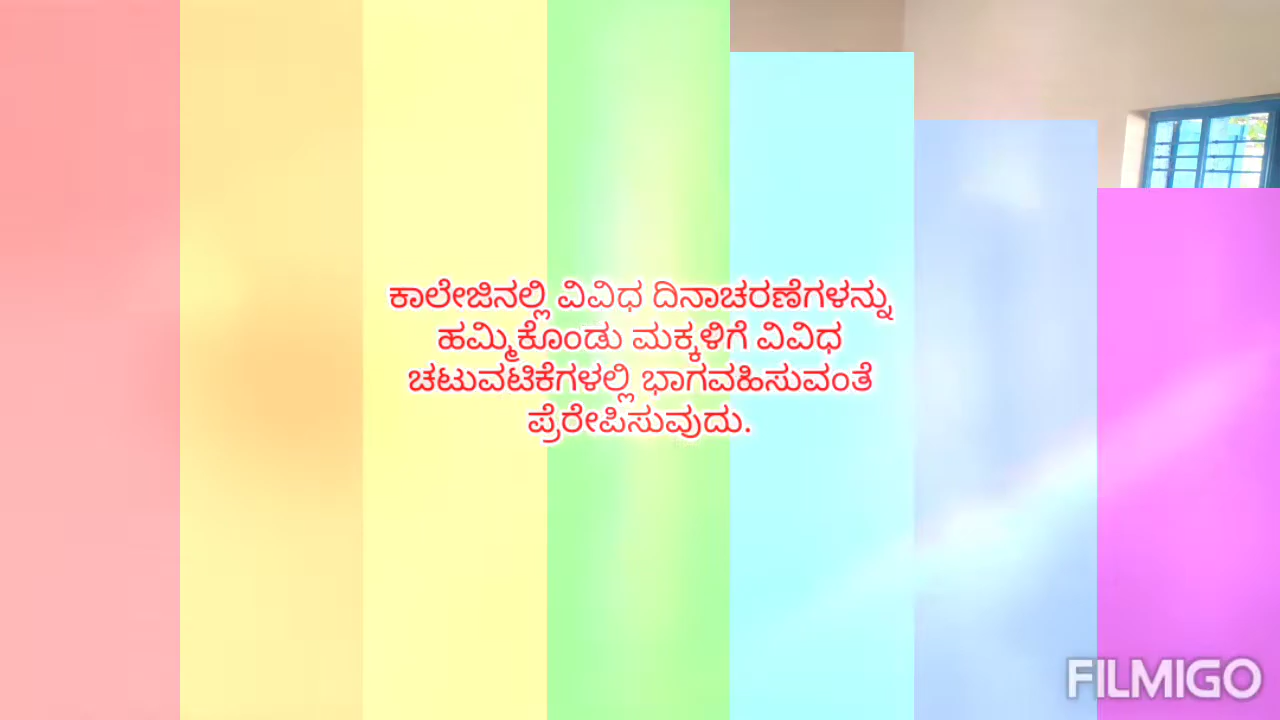 ಕಾಲೇಜಿನಲ್ಲಿ ವಿವಿಧ ದಿನಾಚರಣೆಗಳನ್ನು
ಹಮ್ಮಿಕೊಂಡು ಮಕ್ಕಳಿಗೆ ವಿವಿಧ
ಚಟುವಟಿಕೆಗಳಲ್ಲಿ ಭಾಗವಹಿಸುವಂತೆ
ಪ್ರೆರೇಪಿಸುವುದು.
FILMIGO